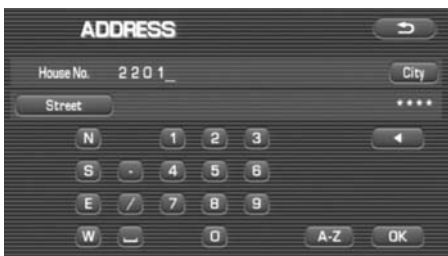 ADDRESS
House No. 2201_ City
Street ****
N 1 2 3
S - 4 5 6
E / 7 8 9
W 0 A-Z OK